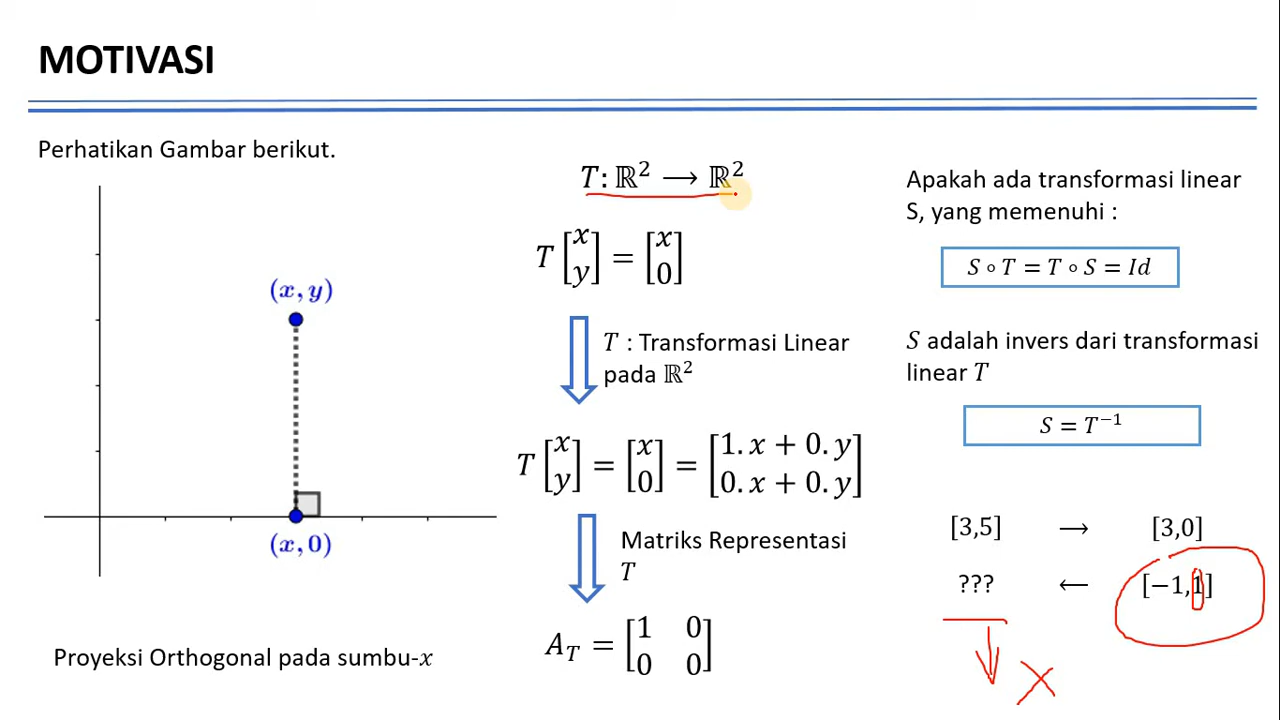 MOTIVASI
Perhatikan Gambar berikut.
(x, y)
(x, 0)
Proyeksi Orthogonal pada sumbu-x
T: ℝ² ⟶ ℝ²
T [x y] = [x 0]
T : Transformasi Linear
pada ℝ²
T [x y] = [x 0] = [1. x + 0. y 0. x + 0. y]
Matriks Representasi
T
A_T = [1 0 0 0]
Apakah ada transformasi linear
S, yang memenuhi :
S ∘ T = T ∘ S = Id
S adalah invers dari transformasi
linear T
S = T⁻¹
[3,5] → [3,0]
??? ← [−1,1]
X